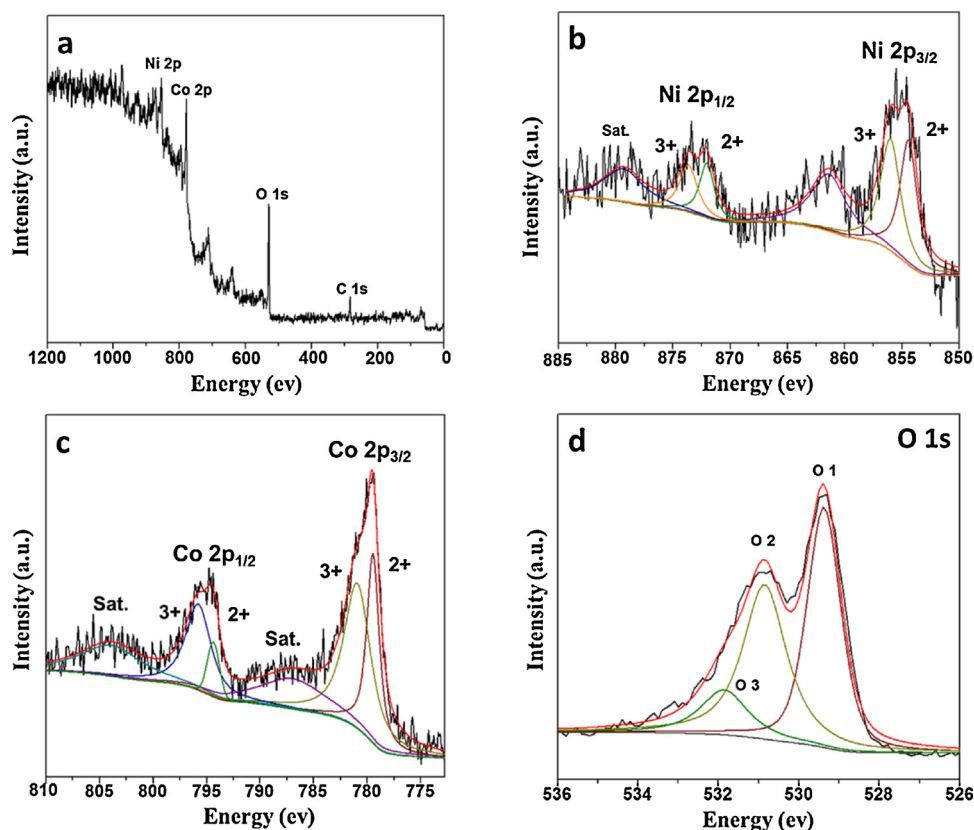 a
Ni 2p
Co 2p
O 1s
C 1s
Intensity (a.u.)
1200 1000 800 600 400 200 0
Energy (ev)
b
Ni 2p3/2
Ni 2p1/2
Sat.
3+ 2+
3+ 2+
Intensity (a.u.)
885 880 875 870 865 860 855 850
Energy (ev)
c
Co 2p3/2
Co 2p1/2
3+ 2+
3+ 2+
Sat.
Sat.
Intensity (a.u.)
810 805 800 795 790 785 780 775
Energy (ev)
d
O 1s
O 1
O 2
O 3
Intensity (a.u.)
536 534 532 530 528 526
Energy (ev)